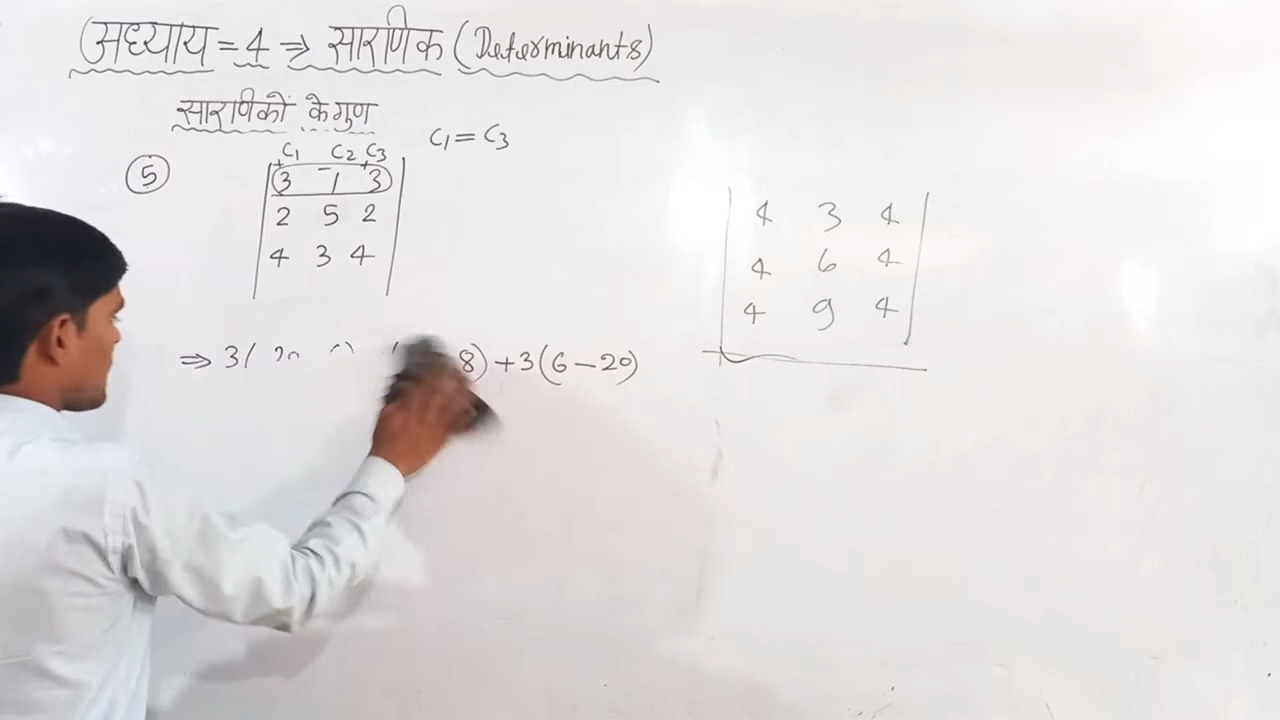 अध्याय = 4 ⇒ सारणिक (Determinants)
सारणिकों के गुण
C₁ = C₃
C₁ C₂ C₃
+ − +
5
3 1 3
2 5 2
4 3 4
4 3 4
4 6 4
4 9 4
⇒ 3( 8) + 3(6 − 20)